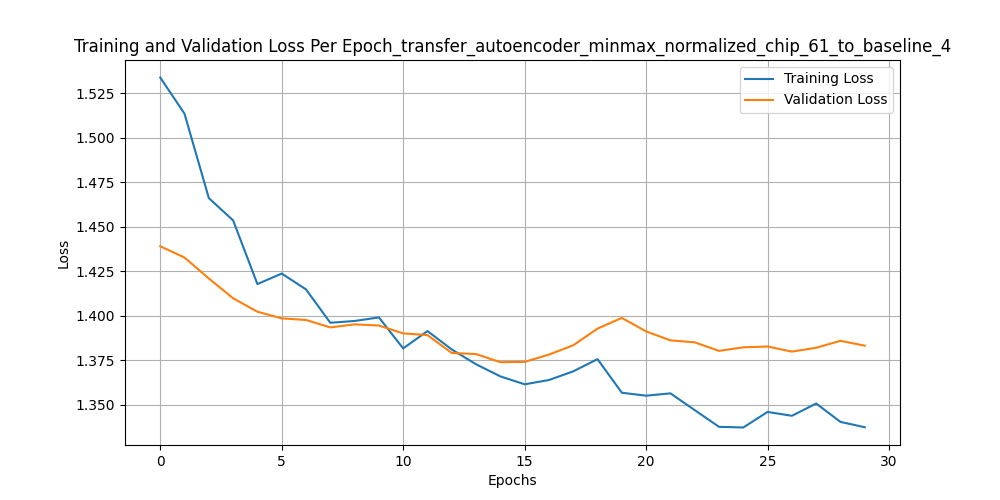 Training and Validation Loss Per Epoch_transfer_autoencoder_minmax_normalized_chip_61_to_baseline_4
Training Loss
Validation Loss
1.525
1.500
1.475
1.450
1.425
1.400
1.375
1.350
Loss
0 5 10 15 20 25 30
Epochs